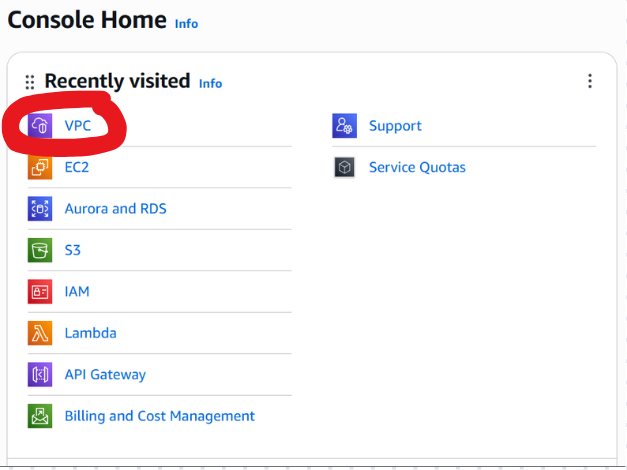 Console Home Info
Recently visited Info
VPC
EC2
Aurora and RDS
S3
IAM
Lambda
API Gateway
Billing and Cost Management
Support
Service Quotas